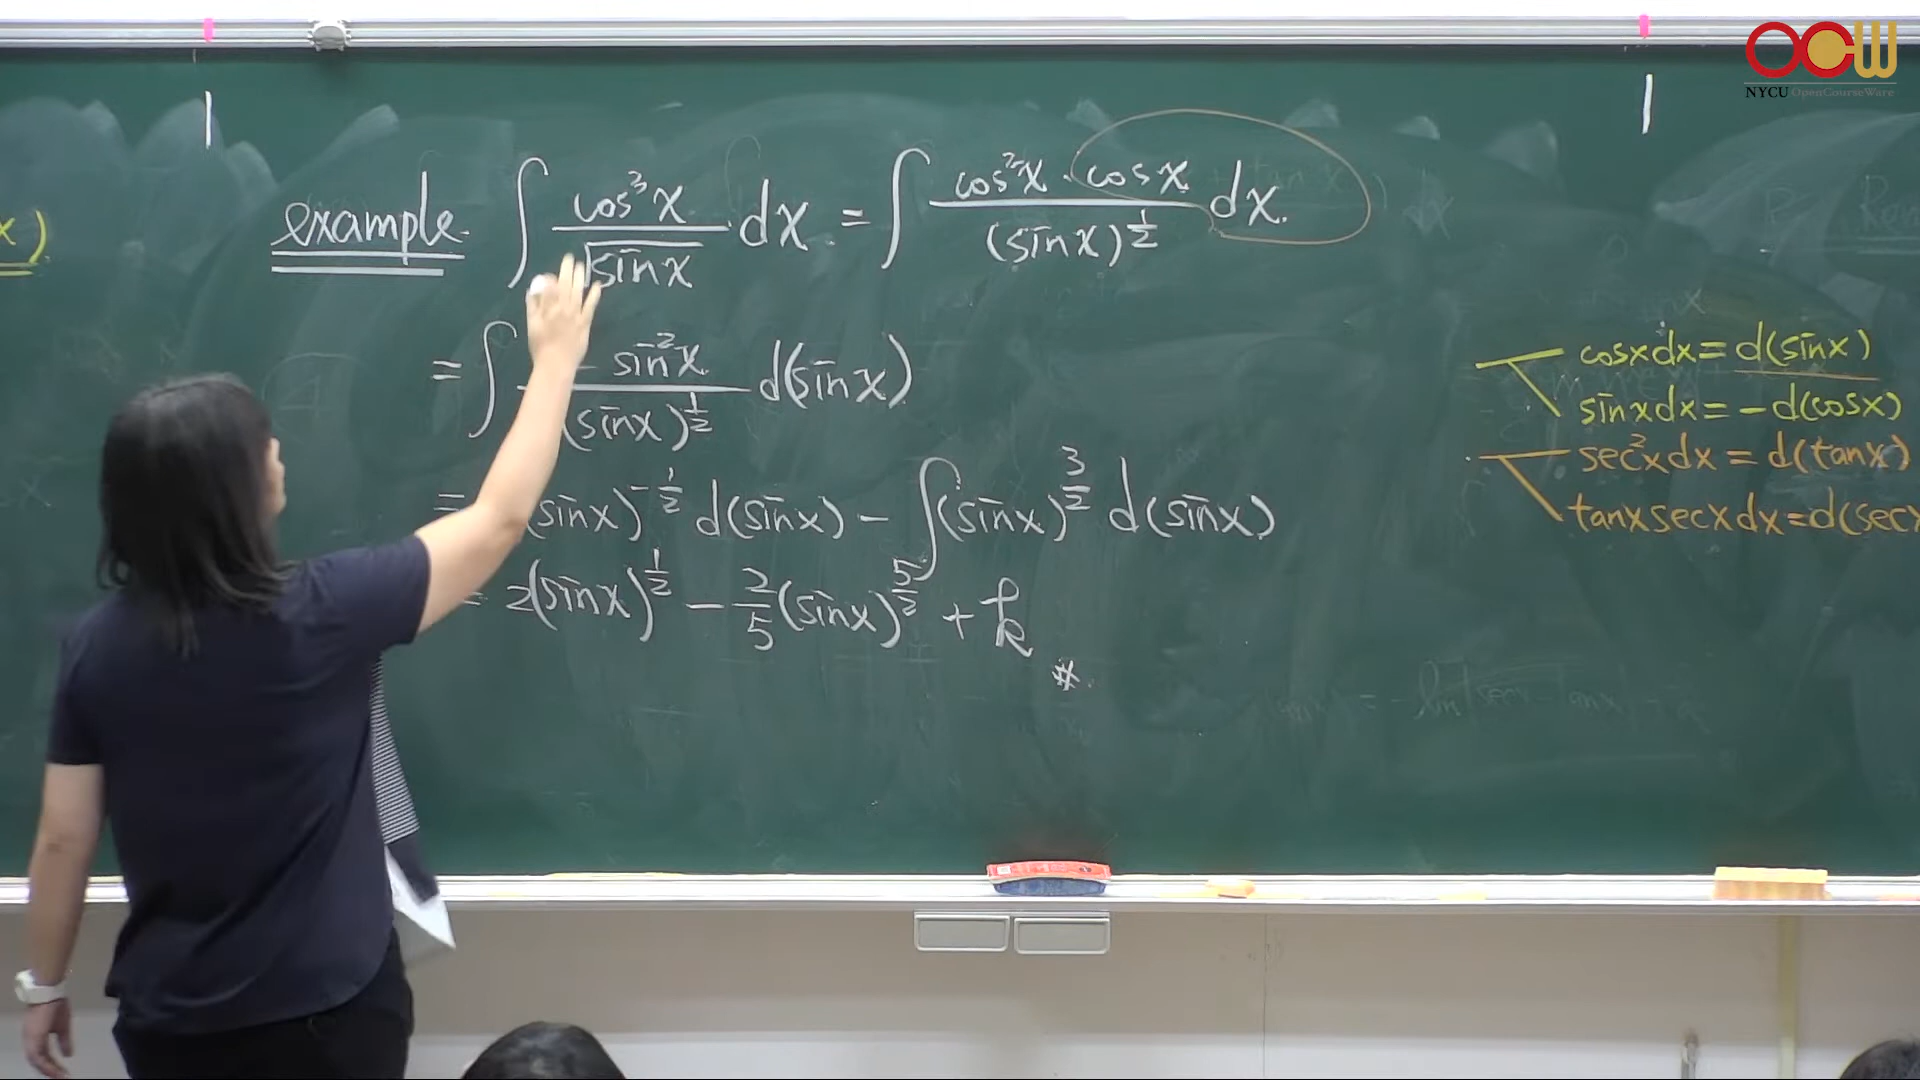 OCW
NYCU OpenCourseWare
x)
example. ∫ cos³x / √sinx dx = ∫ cos²x · cosx / (sinx)^½ dx.
= ∫ - sin²x / (sinx)^½ d(sinx)
= (sinx)^-½ d(sinx) - ∫(sinx)^3/2 d(sinx)
= 2(sinx)^½ - 2/5 (sinx)^5/2 + k
#
cosxdx = d(sinx)
sinxdx = -d(cosx)
sec²xdx = d(tanx)
tanxsecxdx = d(secx